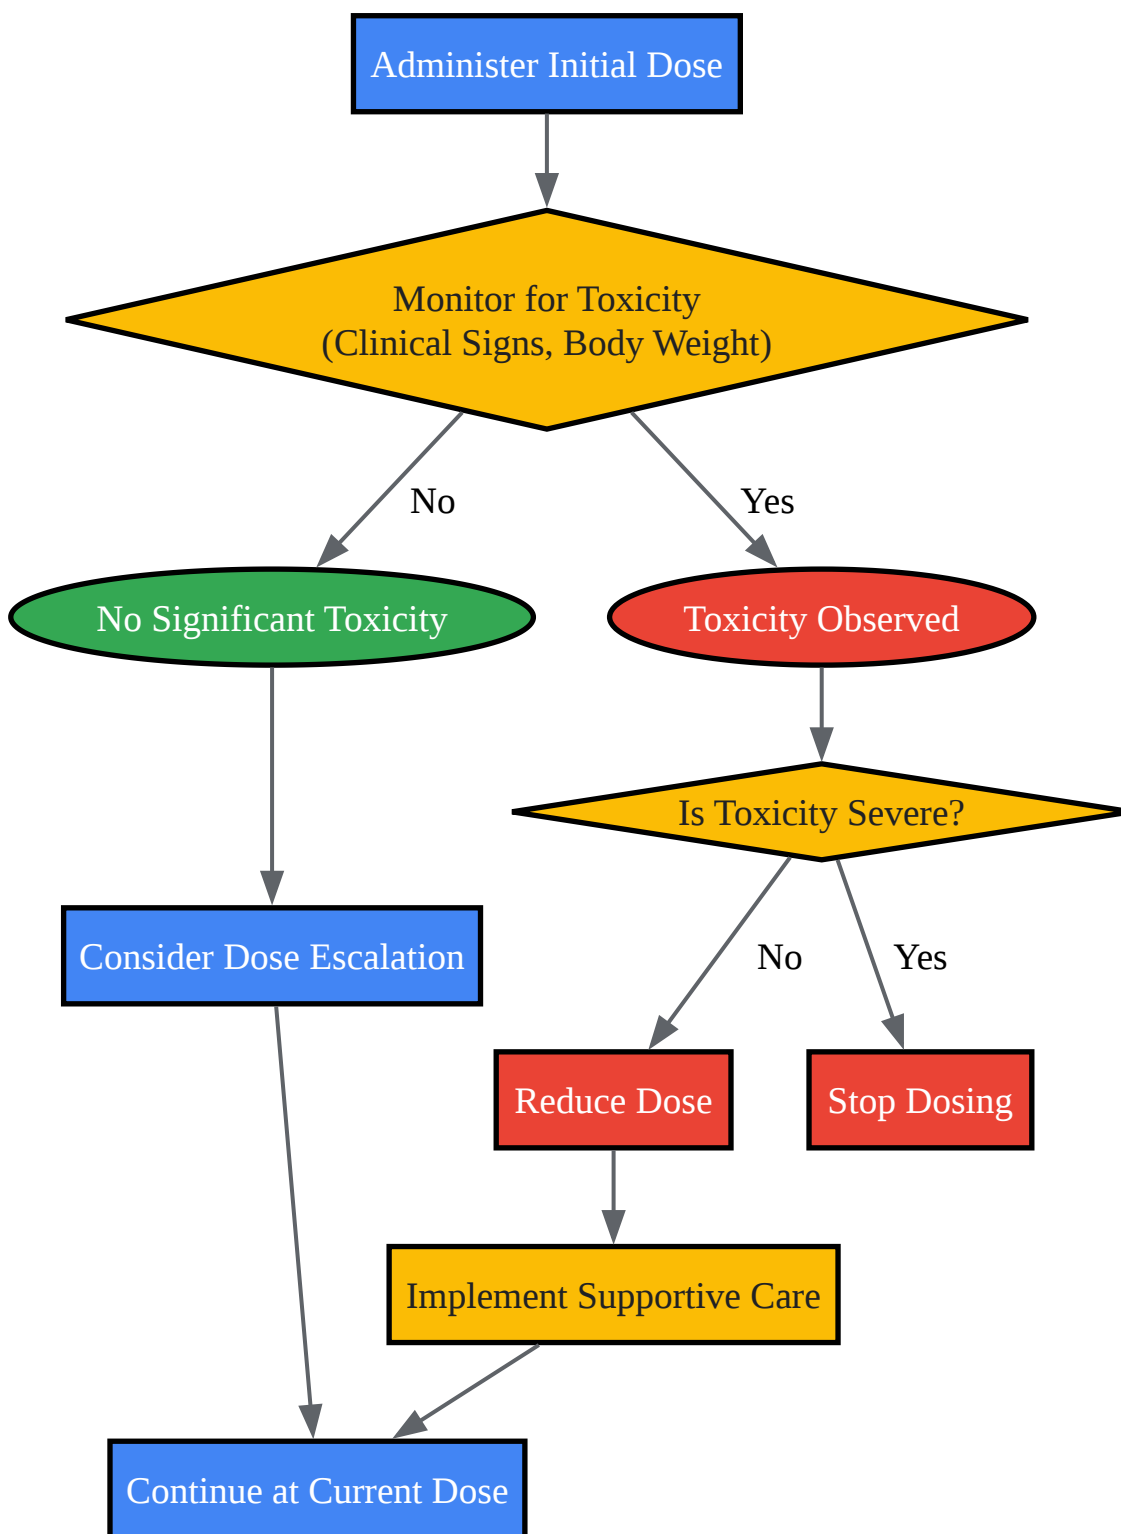 Administer Initial Dose
Monitor for Toxicity
(Clinical Signs, Body Weight)
No
Yes
No Significant Toxicity
Toxicity Observed
Is Toxicity Severe?
Consider Dose Escalation
No
Yes
Reduce Dose
Stop Dosing
Implement Supportive Care
Continue at Current Dose